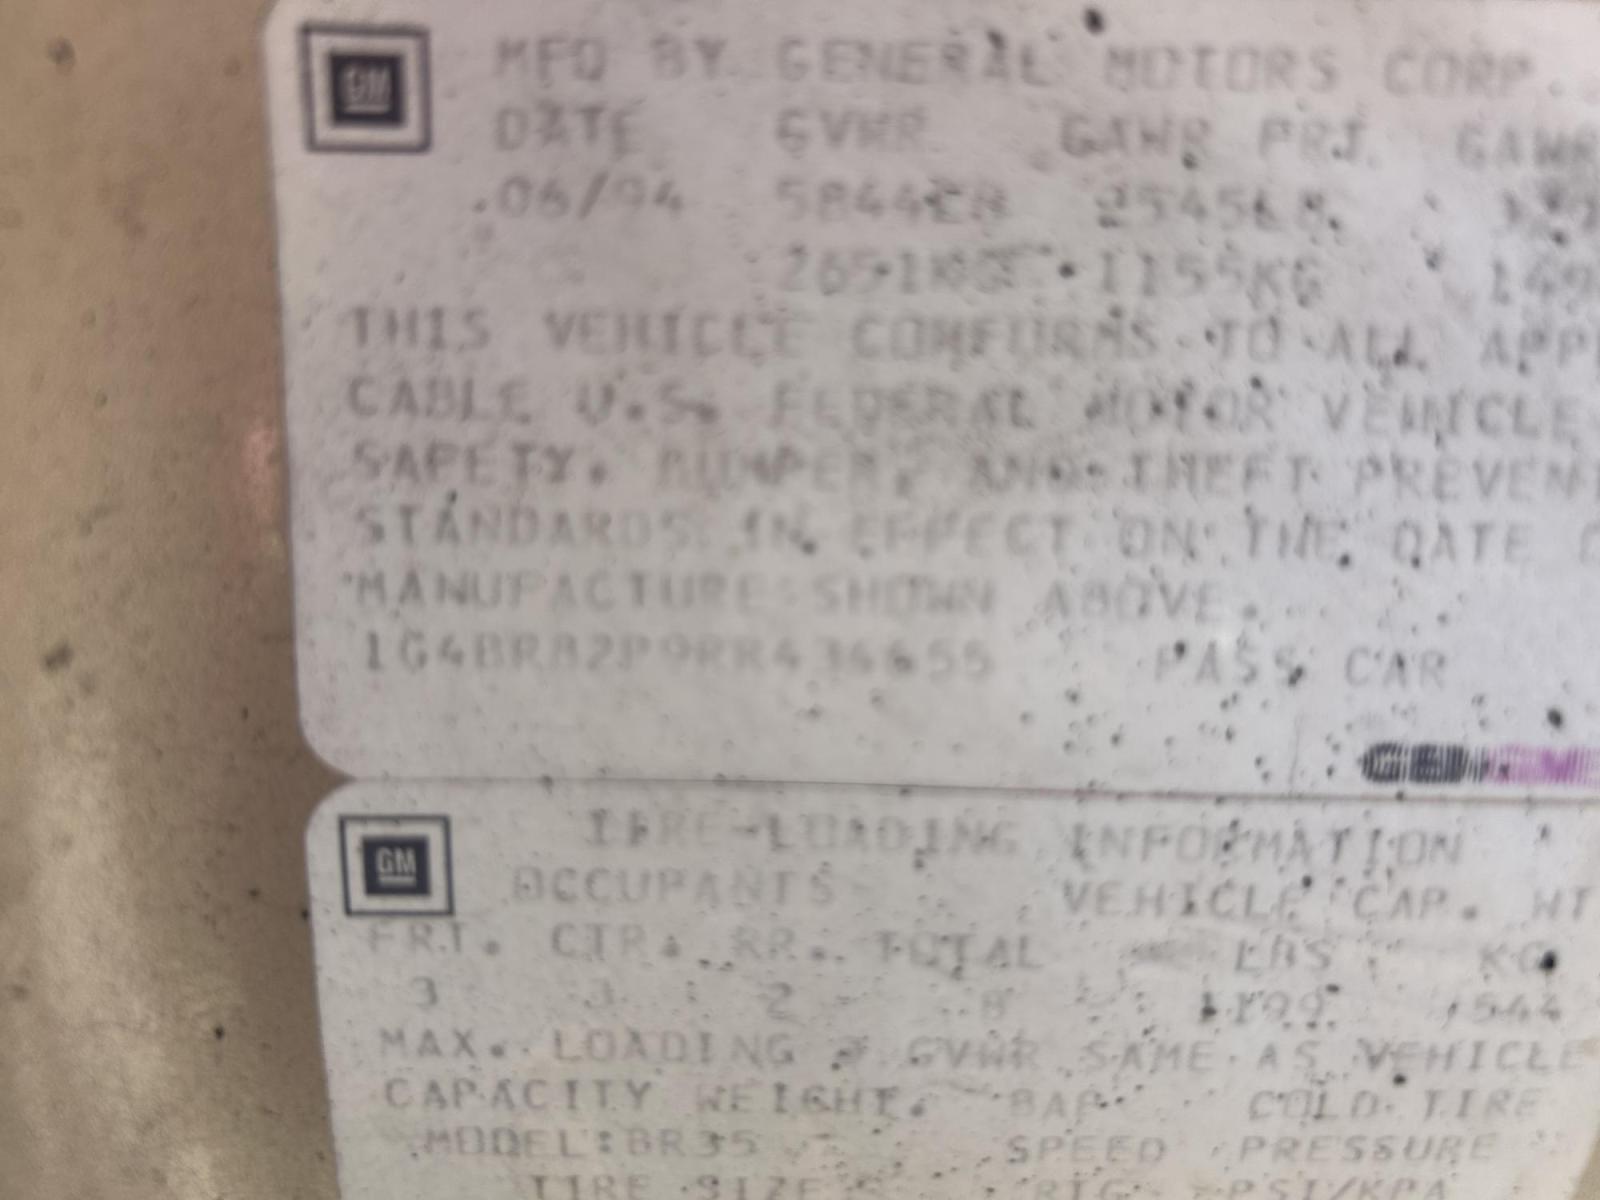 GM
MFD BY GENERAL MOTORS CORP.
DATE GVWR GAWR FRT. GAWR
06/94 5844LB 2545LB
2651KG 1155KG
THIS VEHICLE CONFORMS TO ALL APPLI
CABLE U.S. FEDERAL MOTOR VEHICLE
SAFETY, BUMPER, AND THEFT PREVEN
STANDARDS IN EFFECT ON THE DATE O
MANUFACTURE SHOWN ABOVE.
PASS CAR
GM
TIRE-LOADING INFORMATION
OCCUPANTS VEHICLE CAP. WT
FRT. CTR. RR. TOTAL LBS KG
3 3 2 8 1199 544
MAX. LOADING @ GVWR SAME AS VEHICLE
CAPACITY WEIGHT. COLD TIRE
MODEL:BR35 SPEED PRESSURE
TIRE SIZE RTG PSI/KPA